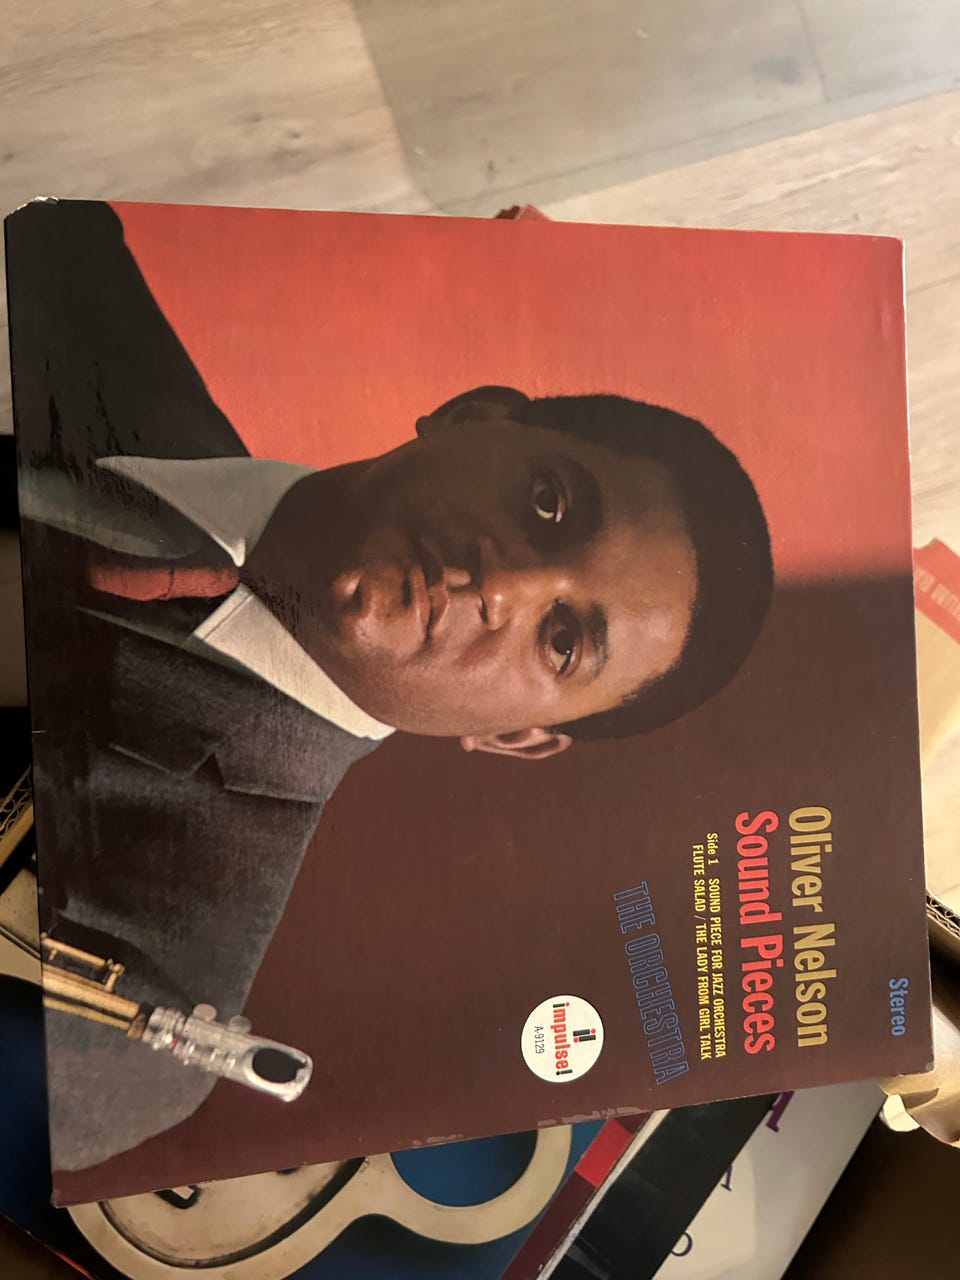 Stereo
Oliver Nelson
Sound Pieces
Side 1 SOUND PIECE FOR JAZZ ORCHESTRA
FLUTE SALAD / THE LADY FROM GIRL TALK
THE ORCHESTRA
impulse!
A-9129